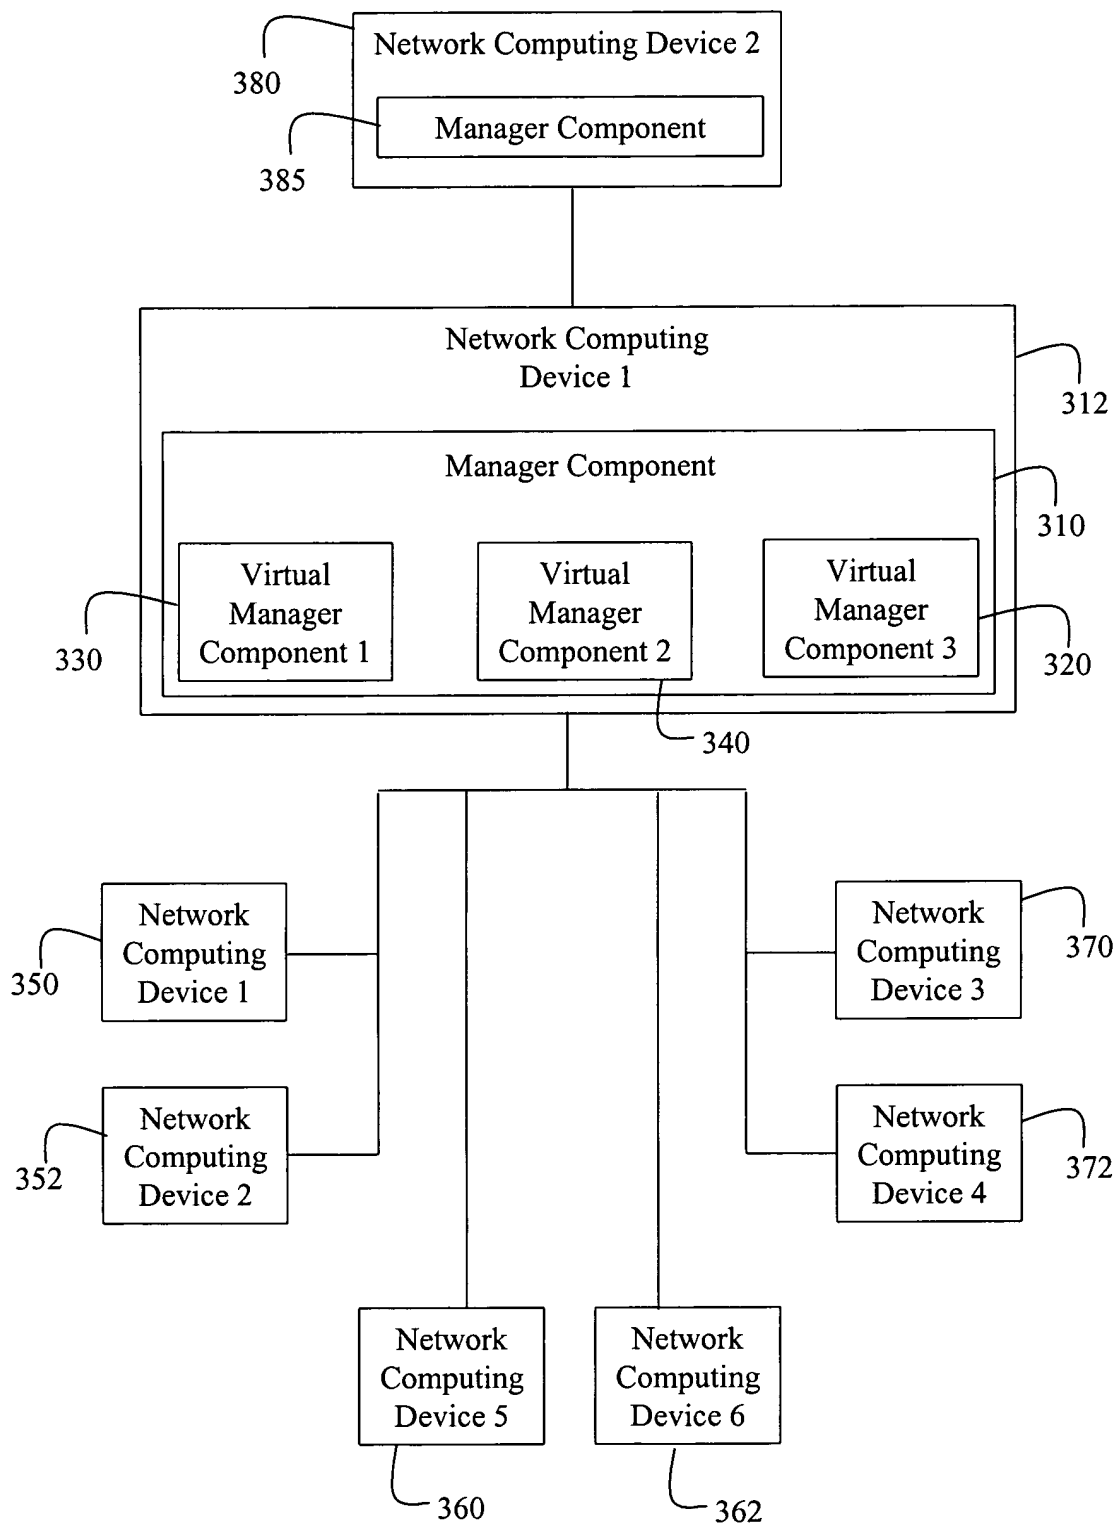 Network Computing Device 2
380
Manager Component
385
Network Computing
Device 1
312
Manager Component
310
Virtual
Manager
Component 1
330
Virtual
Manager
Component 2
340
Virtual
Manager
Component 3
320
Network
Computing
Device 1
350
Network
Computing
Device 3
370
Network
Computing
Device 2
352
Network
Computing
Device 4
372
Network
Computing
Device 5
360
Network
Computing
Device 6
362